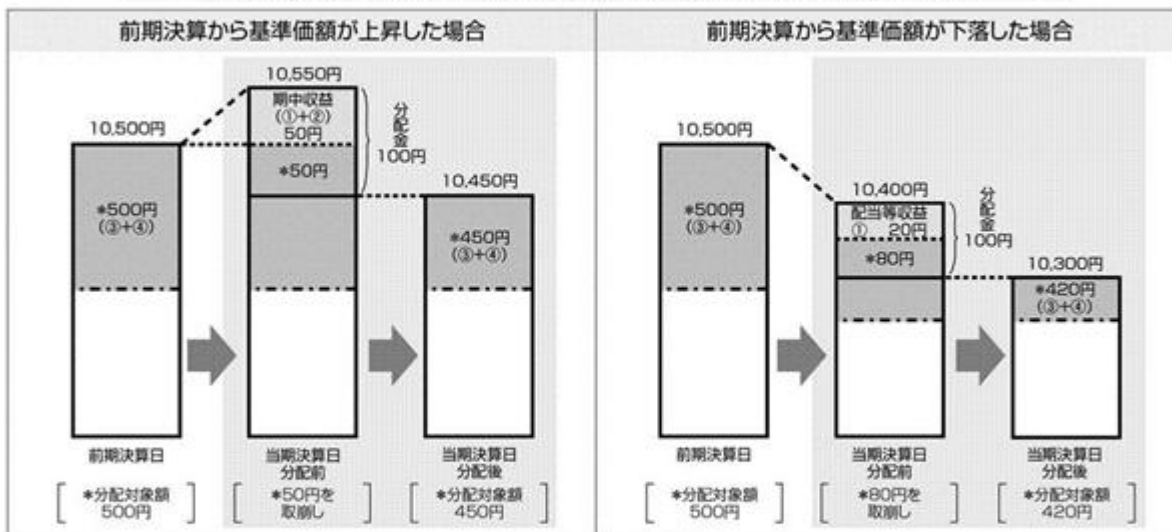 前期決算から基準価額が上昇した場合
10,500円
*500円
(③+④)
前期決算日
*分配対象額
500円
10,550円
期中収益
(①+②)
50円
*50円
分配金
100円
当期決算日
分配前
*50円を
取崩し
10,450円
*450円
(③+④)
当期決算日
分配後
*分配対象額
450円
前期決算から基準価額が下落した場合
10,500円
*500円
(③+④)
前期決算日
*分配対象額
500円
10,400円
配当等収益
① 20円
*80円
分配金
100円
当期決算日
分配前
*80円を
取崩し
10,300円
*420円
(③+④)
当期決算日
分配後
*分配対象額
420円